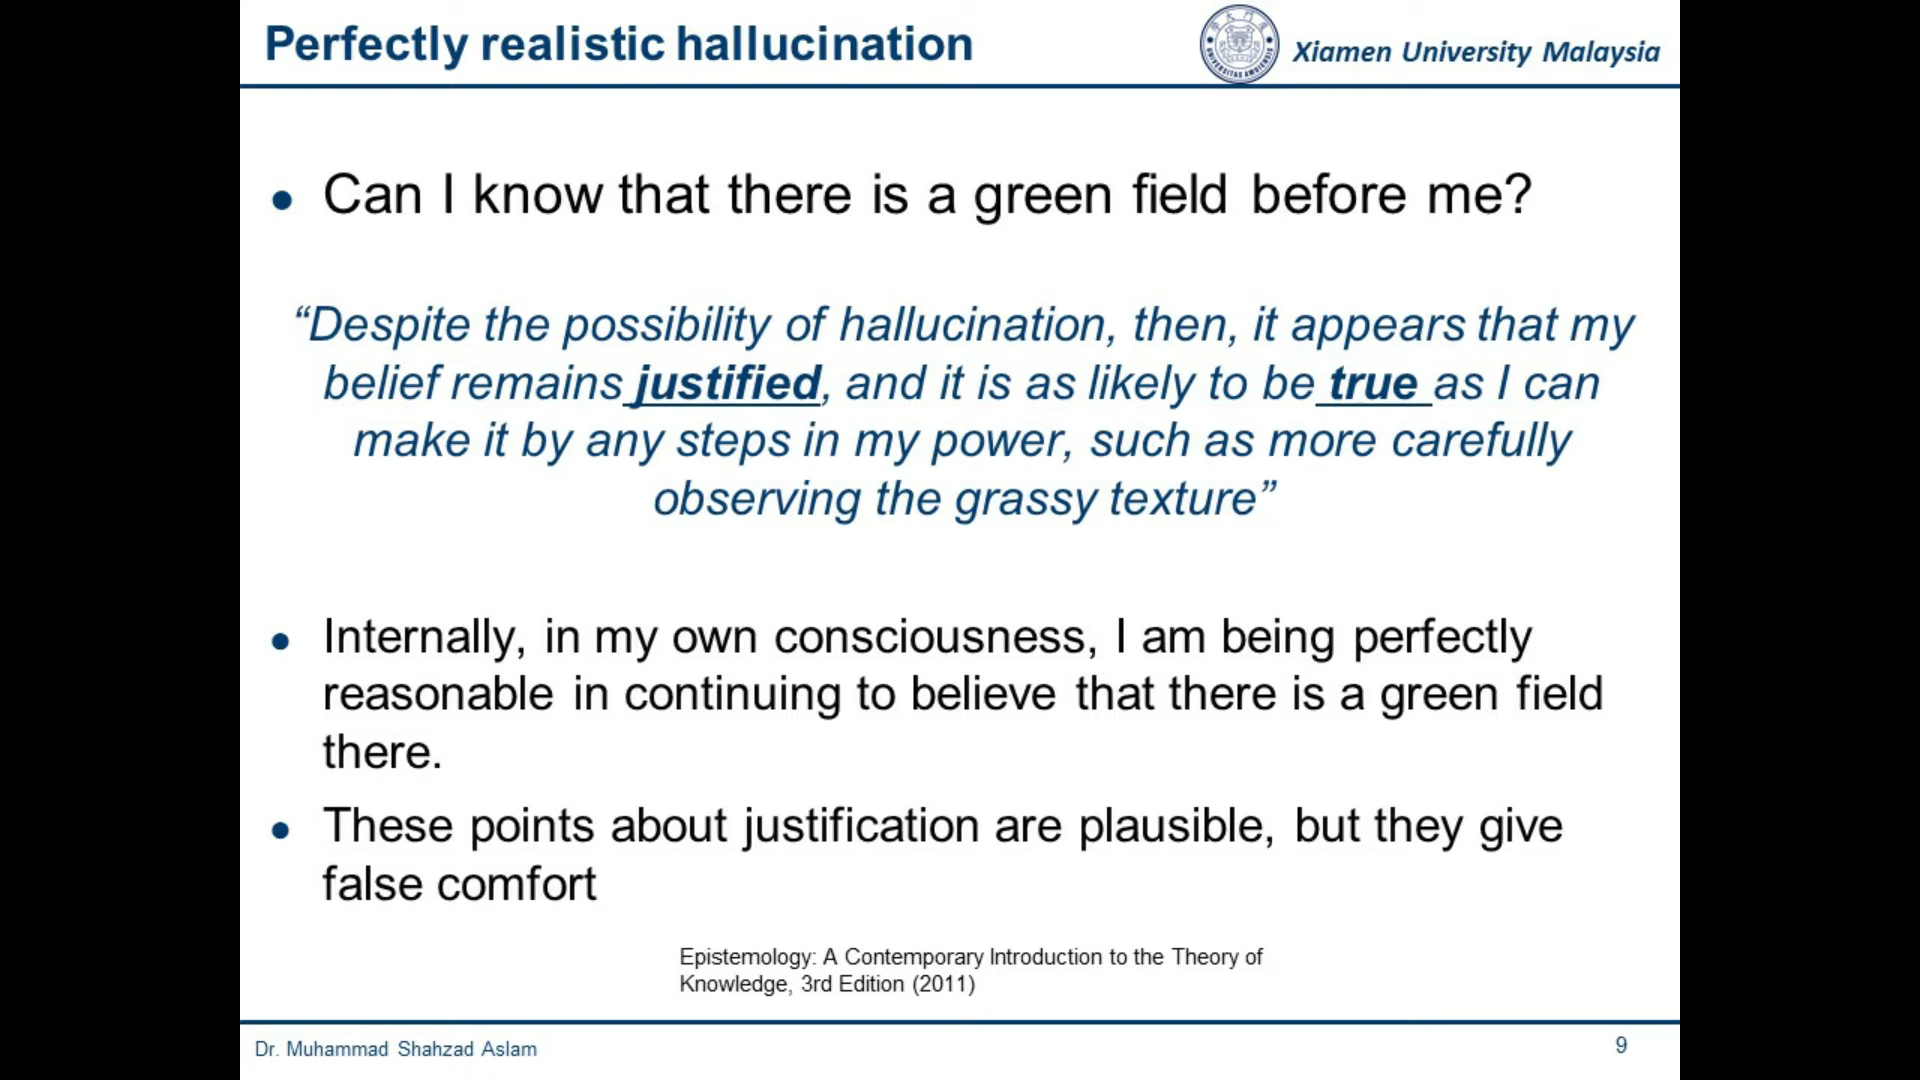 Perfectly realistic hallucination
Xiamen University Malaysia
● Can I know that there is a green field before me?
“Despite the possibility of hallucination, then, it appears that my
belief remains justified, and it is as likely to be true as I can
make it by any steps in my power, such as more carefully
observing the grassy texture”
● Internally, in my own consciousness, I am being perfectly
reasonable in continuing to believe that there is a green field
there.
● These points about justification are plausible, but they give
false comfort
Epistemology: A Contemporary Introduction to the Theory of
Knowledge, 3rd Edition (2011)
Dr. Muhammad Shahzad Aslam
9